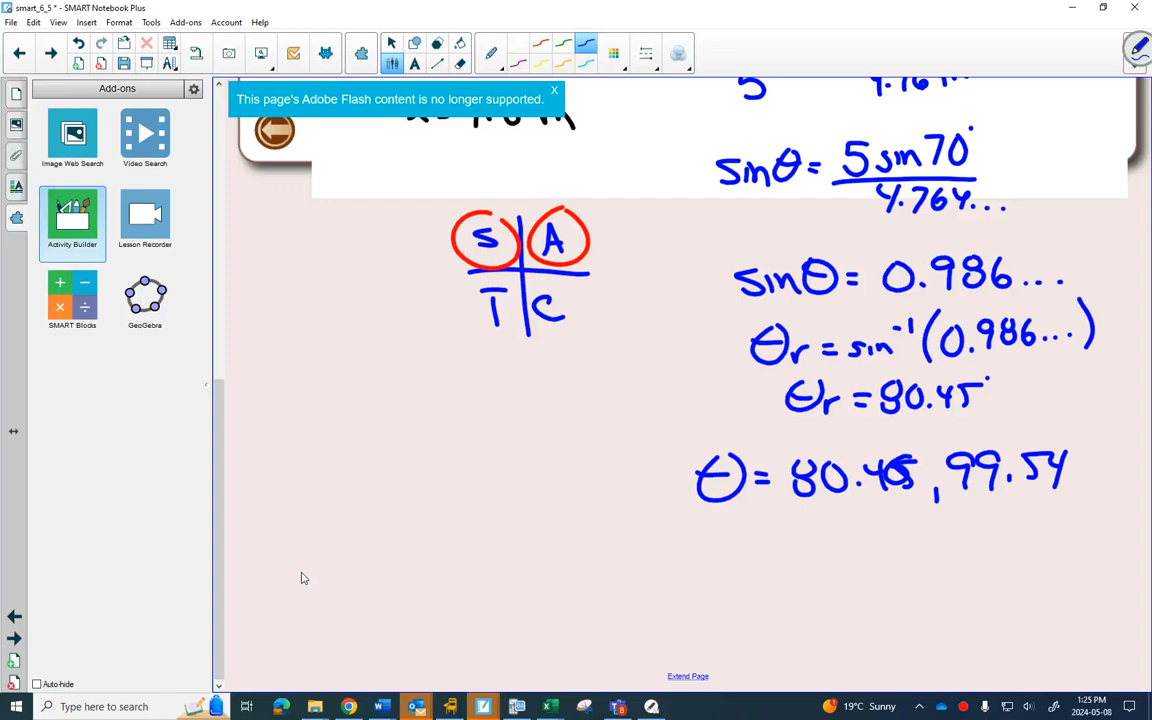 smart_6_5 * - SMART Notebook Plus
File Edit View Insert Format Tools Add-ons Account Help
Add-ons
Image Web Search
Video Search
Activity Builder
Lesson Recorder
SMART Blocks
GeoGebra
Auto-hide
This page's Adobe Flash content is no longer supported. X
sinθ = 5 sin70° / 4.764...
S A
T C
sinθ = 0.986...
θr = sin⁻¹(0.986...)
θr = 80.45°
θ = 80.45, 99.54
Extend Page
Type here to search
19°C Sunny
1:25 PM
2024-05-08